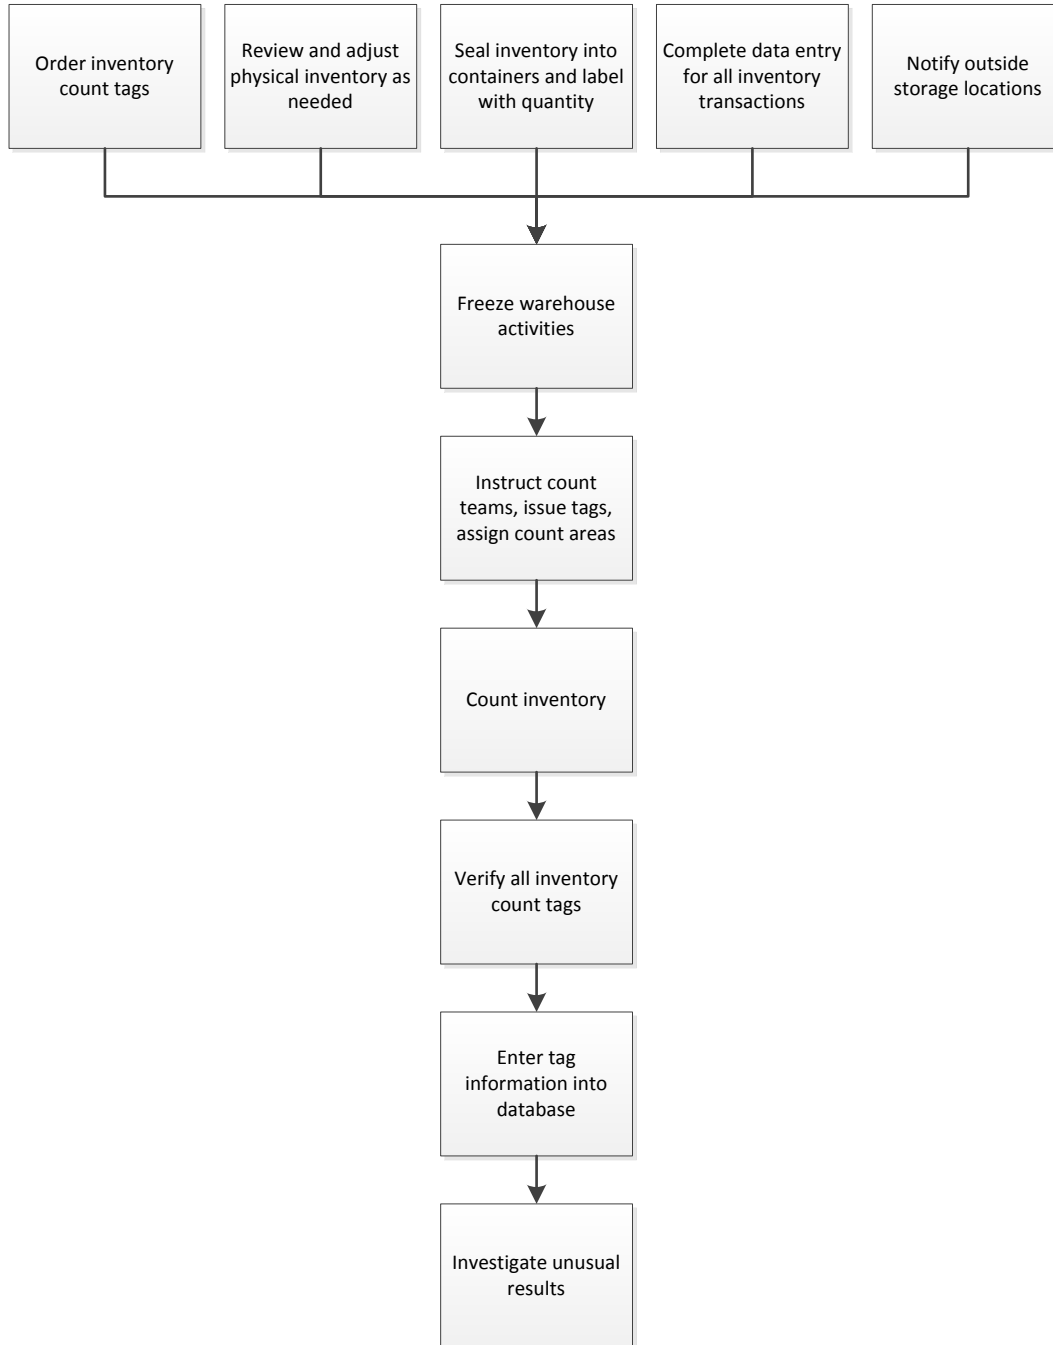 Order inventory
count tags
Review and adjust
physical inventory as
needed
Seal inventory into
containers and label
with quantity
Complete data entry
for all inventory
transactions
Notify outside
storage locations
Freeze warehouse
activities
Instruct count
teams, issue tags,
assign count areas
Count inventory
Verify all inventory
count tags
Enter tag
information into
database
Investigate unusual
results